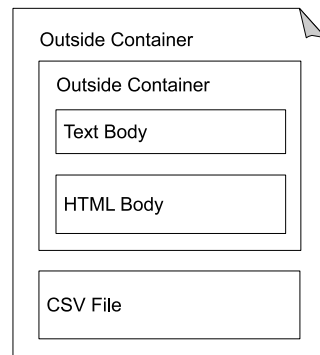 Outside Container
Outside Container
Text Body
HTML Body
CSV File